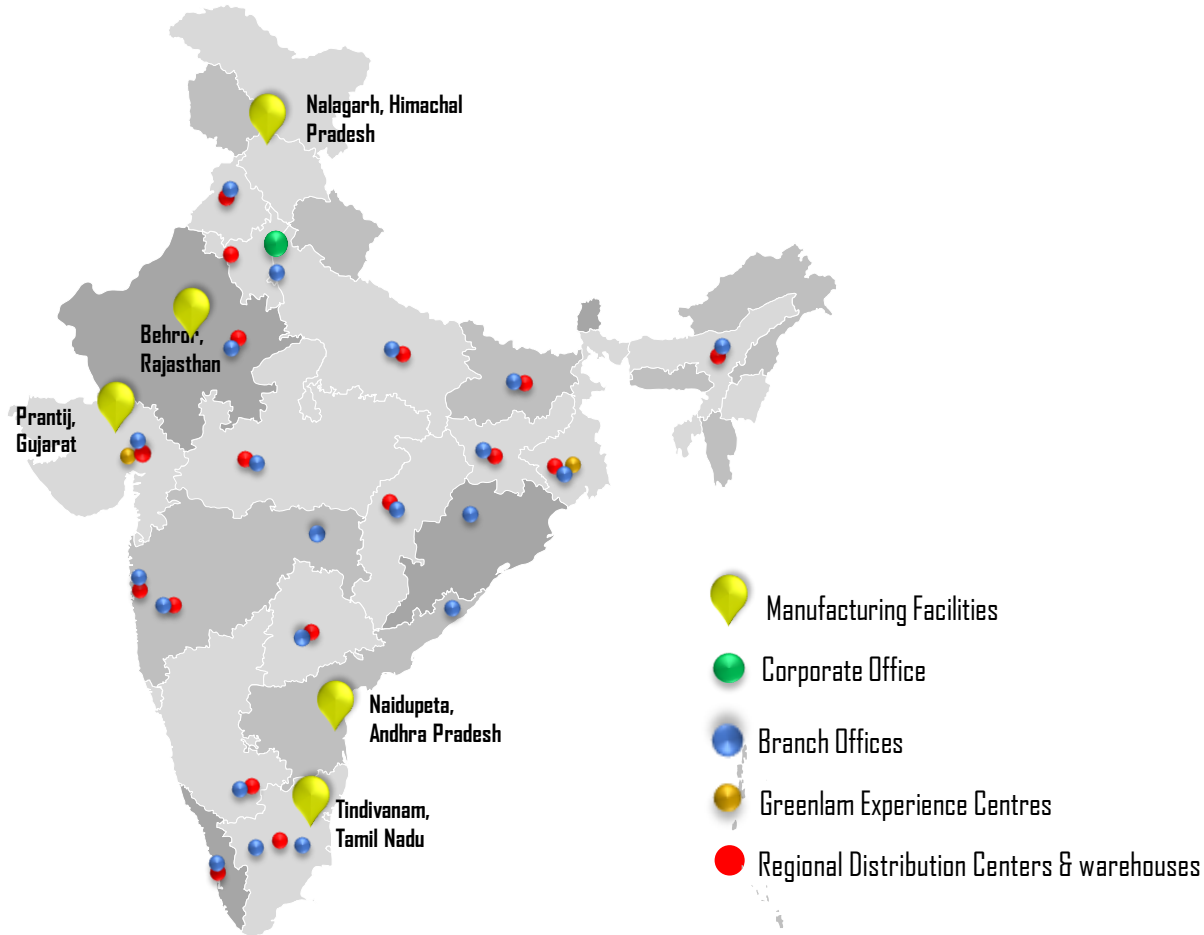 Nalagarh, Himachal
Pradesh
Behror,
Rajasthan
Prantij,
Gujarat
Naidupeta,
Andhra Pradesh
Tindivanam,
Tamil Nadu
Manufacturing Facilities
Corporate Office
Branch Offices
Greenlam Experience Centres
Regional Distribution Centers & warehouses